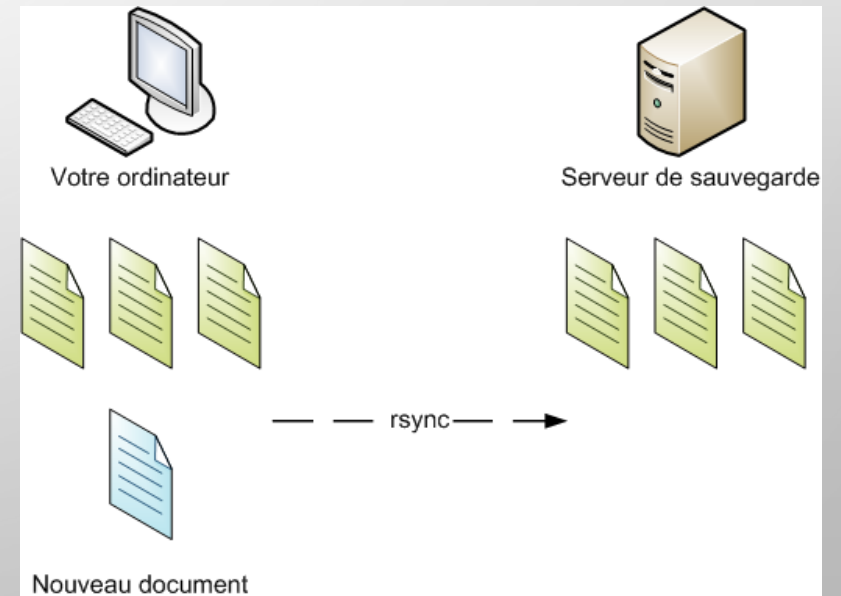 Votre ordinateur
Serveur de sauvegarde
rsync
Nouveau document